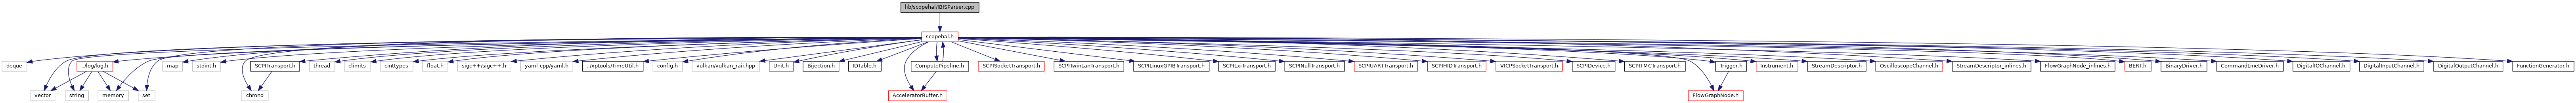 lib/scopehal/IBISParser.cpp
scopehal.h
deque
../log/log.h
map
stdint.h
SCPITransport.h
thread
climits
cinttypes
float.h
sigc++/sigc++.h
yaml-cpp/yaml.h
../xptools/TimeUtil.h
config.h
vulkan/vulkan_raii.hpp
Unit.h
Bijection.h
IDTable.h
ComputePipeline.h
SCPISocketTransport.h
SCPITwinLanTransport.h
SCPILinuxGPIBTransport.h
SCPILxiTransport.h
SCPINullTransport.h
SCPIUARTTransport.h
SCPIHIDTransport.h
VICPSocketTransport.h
SCPIDevice.h
SCPITMCTransport.h
Trigger.h
Instrument.h
StreamDescriptor.h
OscilloscopeChannel.h
StreamDescriptor_inlines.h
FlowGraphNode_inlines.h
BERT.h
BinaryDriver.h
CommandLineDriver.h
DigitalIOChannel.h
DigitalInputChannel.h
DigitalOutputChannel.h
FunctionGenerator.h
vector
string
memory
set
chrono
AcceleratorBuffer.h
FlowGraphNode.h